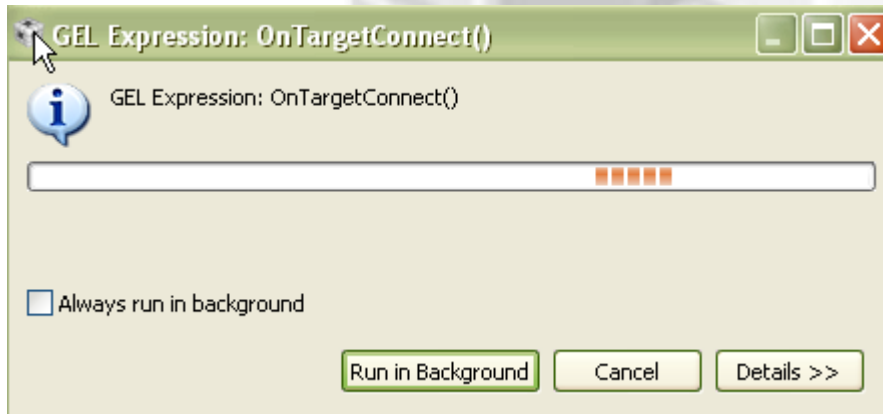 GEL Expression: OnTargetConnect()
GEL Expression: OnTargetConnect()
Always run in background
Run in Background Cancel Details >>